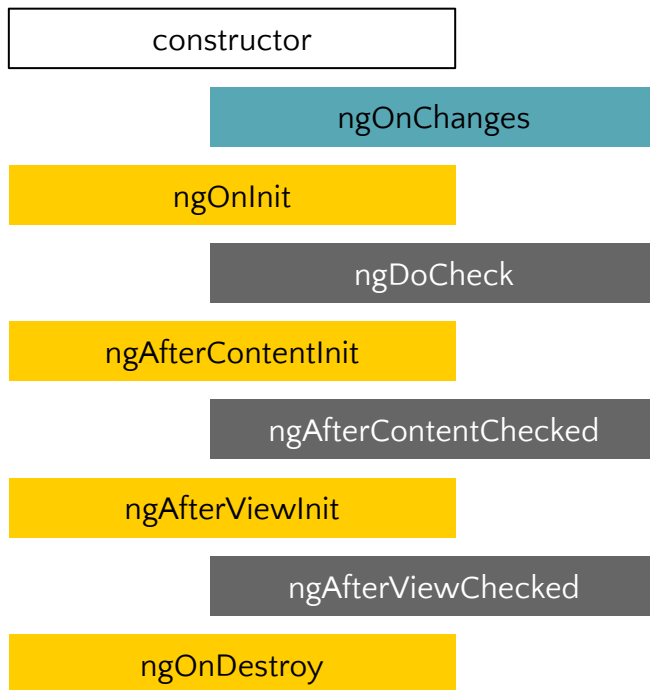 constructor
ngOnChanges
ngOnInit
ngDoCheck
ngAfterContentInit
ngAfterContentChecked
ngAfterViewInit
ngAfterViewChecked
ngOnDestroy